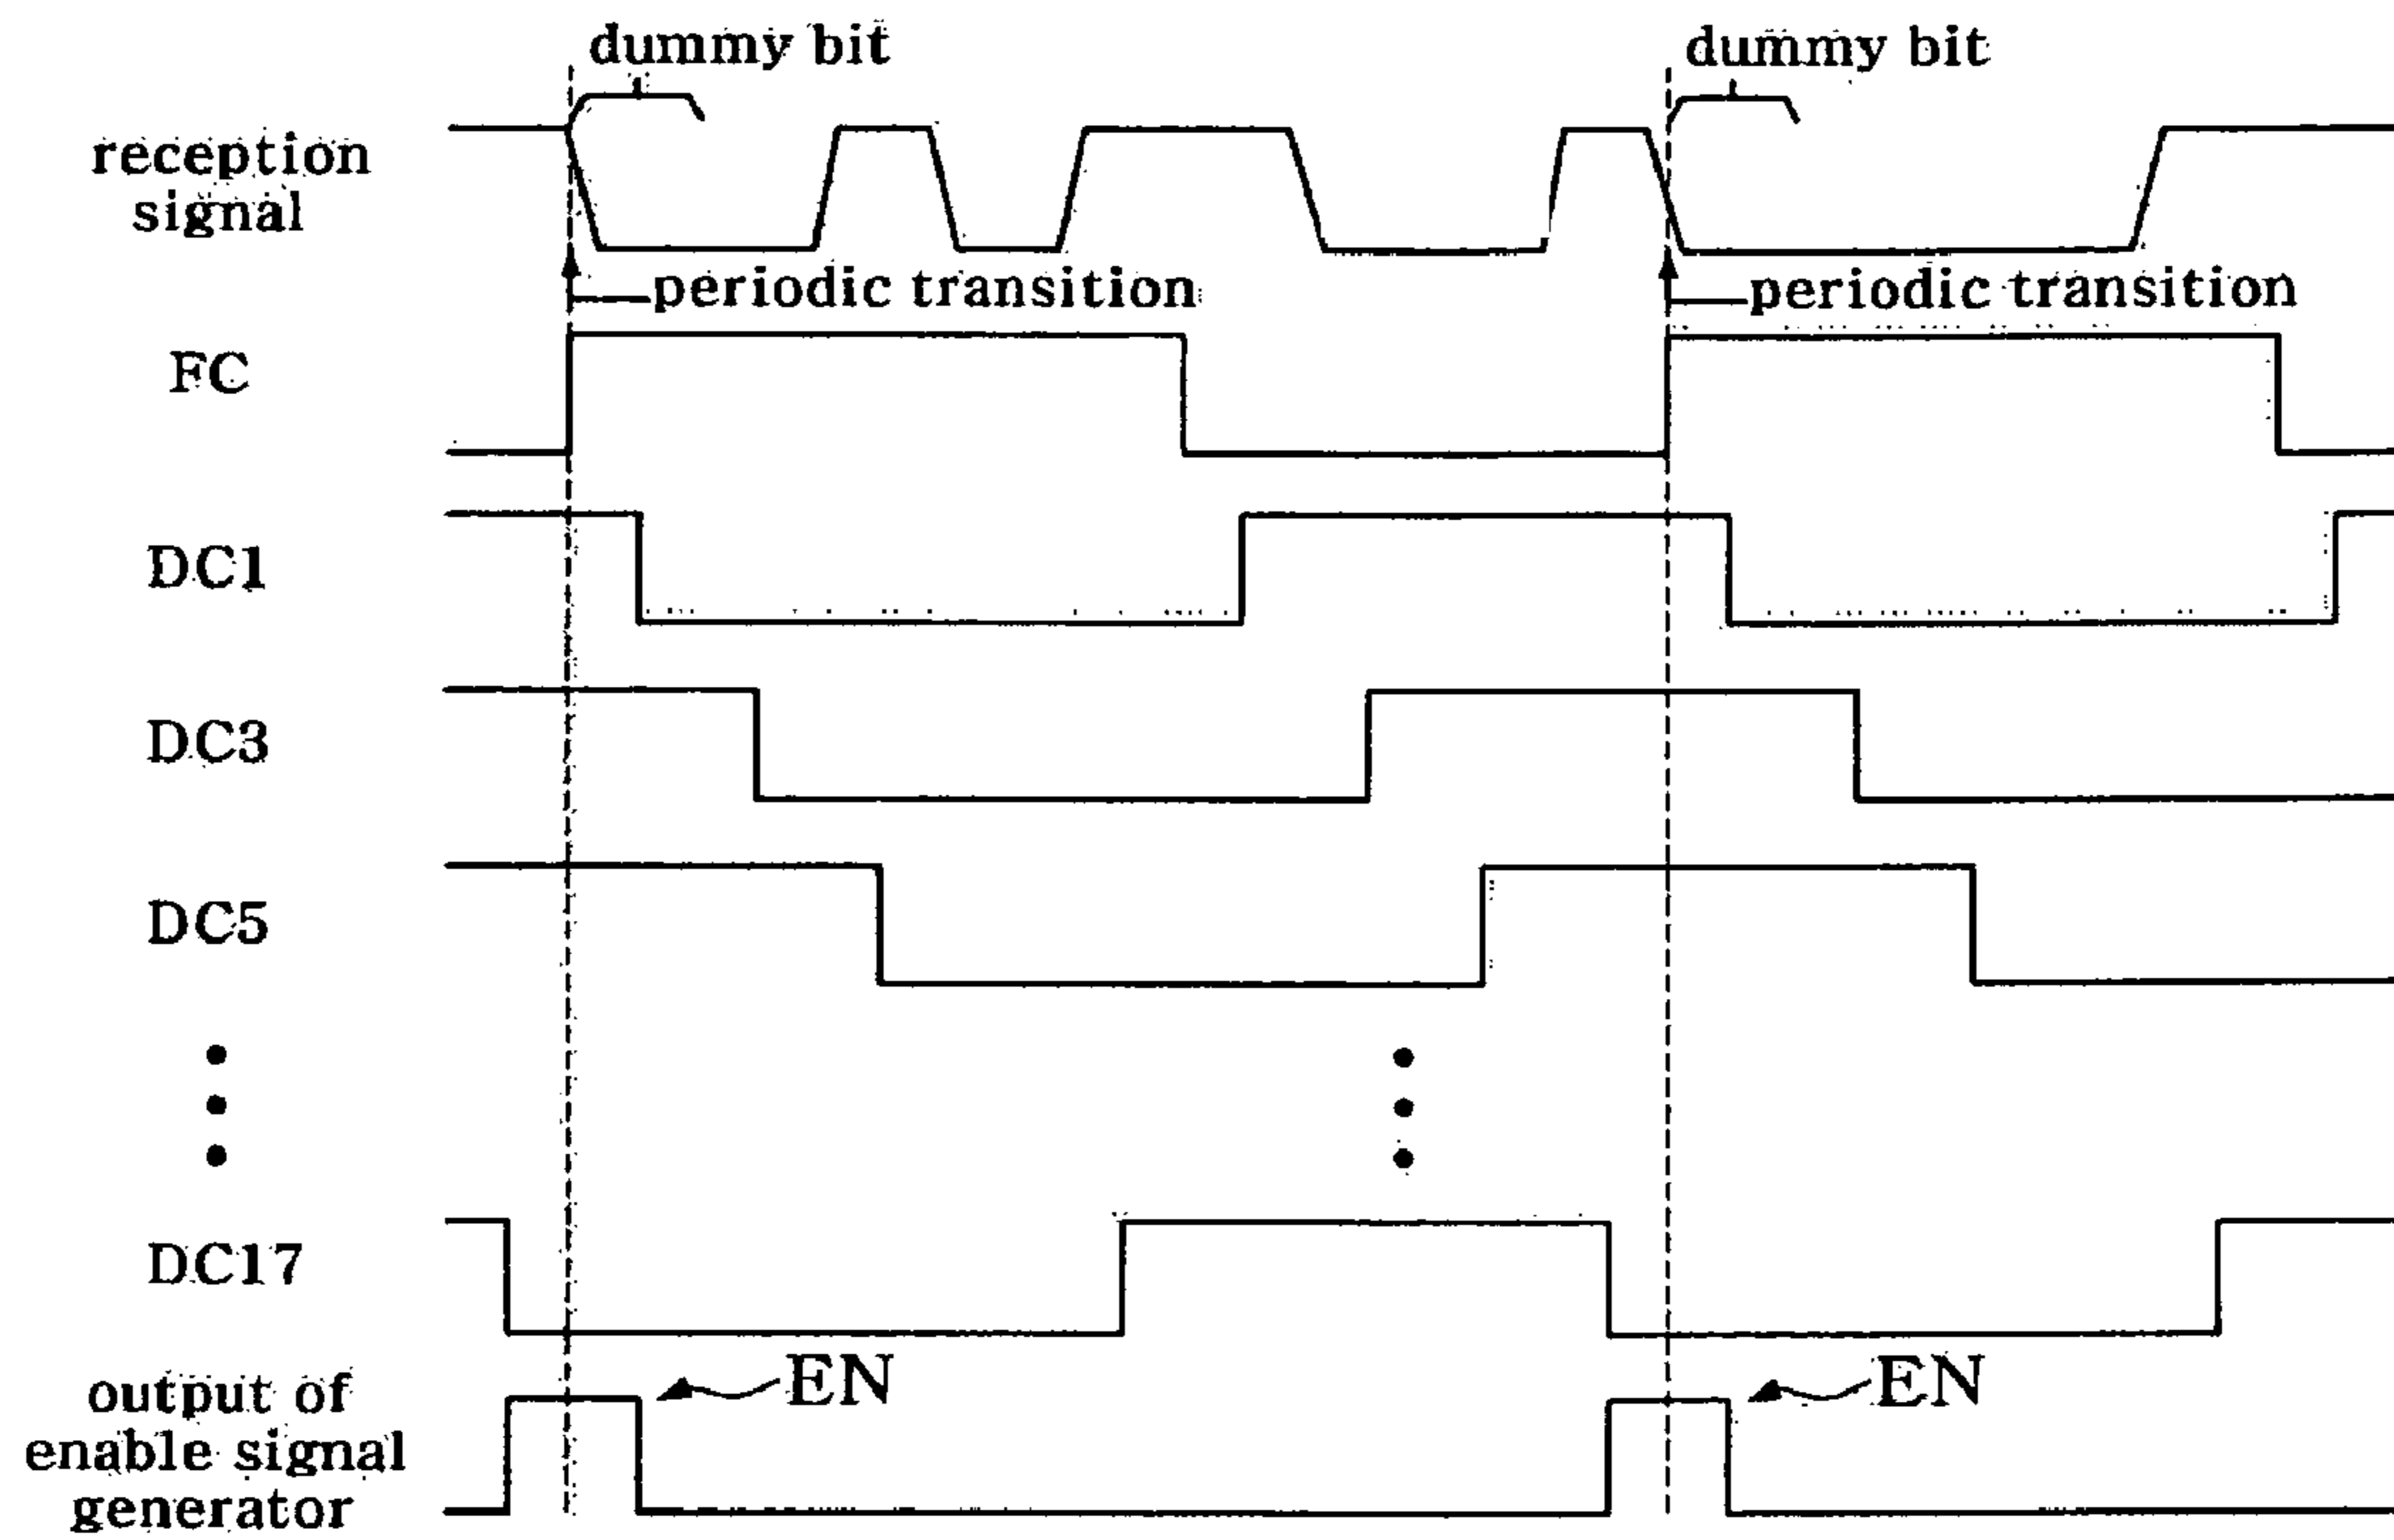 dummy bit
dummy bit
reception
signal
periodic transition
periodic transition
FC
DC1
DC3
DC5
DC17
EN
EN
output of
enable signal
generator